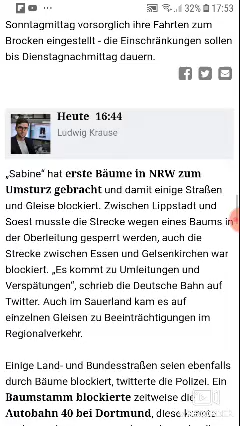 32% 17:53
Sonntagmittag vorsorglich ihre Fahrten zum
Brocken eingestellt - die Einschränkungen sollen
bis Dienstagnachmittag dauern.
Heute 16:44
Ludwig Krause
„Sabine“ hat erste Bäume in NRW zum
Umsturz gebracht und damit einige Straßen
und Gleise blockiert. Zwischen Lippstadt und
Soest musste die Strecke wegen eines Baums in
der Oberleitung gesperrt werden, auch die
Strecke zwischen Essen und Gelsenkirchen war
blockiert. „Es kommt zu Umleitungen und
Verspätungen“, schrieb die Deutsche Bahn auf
Twitter. Auch im Sauerland kam es auf
einzelnen Gleisen zu Beeinträchtigungen im
Regionalverkehr.
Einige Land- und Bundesstraßen seien ebenfalls
durch Bäume blockiert, twitterte die Polizei. Ein
Baumstamm blockierte zeitweise die
Autobahn 40 bei Dortmund, diese konnte